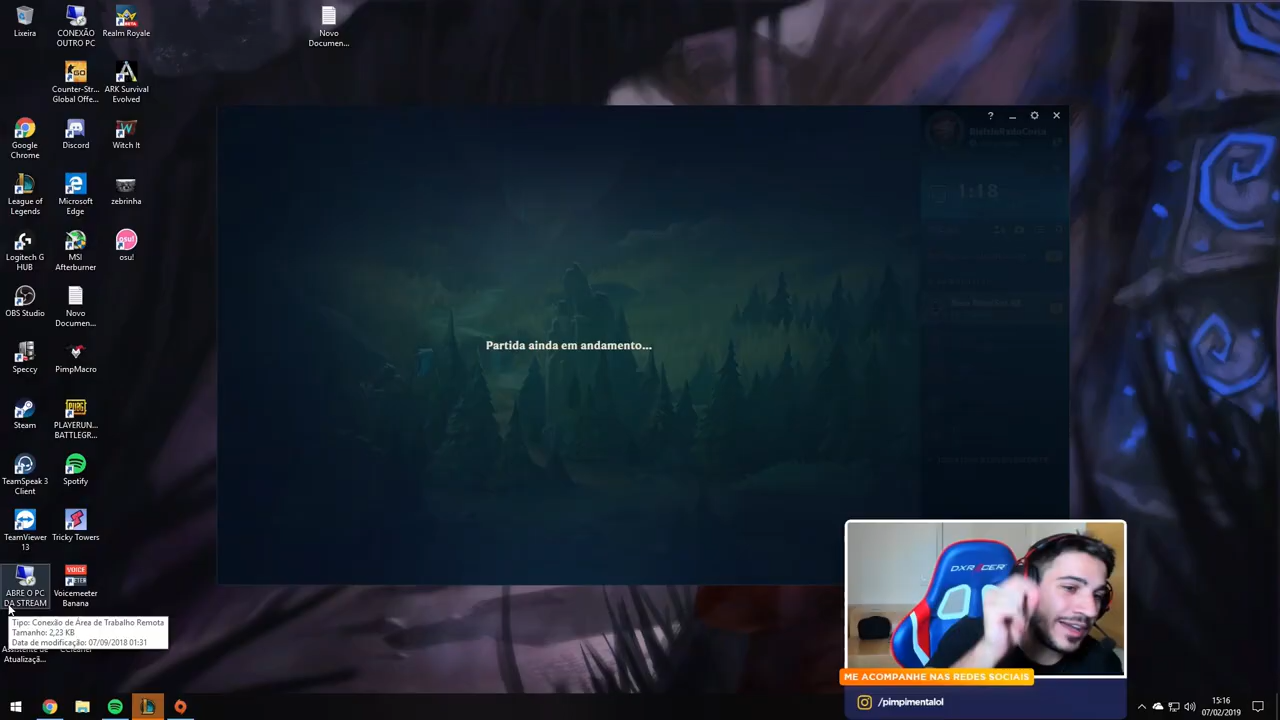 Lixeira
CONEXÃO
OUTRO PC
Realm Royale
Novo
Documen...
Counter-Str...
Global Offe...
ARK Survival
Evolved
Google
Chrome
Discord
Witch It
League of
Legends
Microsoft
Edge
zebrinha
Logitech G
HUB
MSI
Afterburner
osu!
OBS Studio
Novo
Documen...
Speccy
PimpMacro
Steam
PLAYERUN...
BATTLEGR...
TeamSpeak 3
Client
Spotify
TeamViewer
13
Tricky Towers
ABRE O PC
DA STREAM
Voicemeeter
Banana
Tipo: Conexão de Área de Trabalho Remota
Tamanho: 2,23 KB
Data de modificação: 07/09/2018 01:31
Atualizaçã...
CCleaner
1:18
Partida ainda em andamento...
DXRACER
ME ACOMPANHE NAS REDES SOCIAIS
/pimpimentalol
15:16
07/02/2019